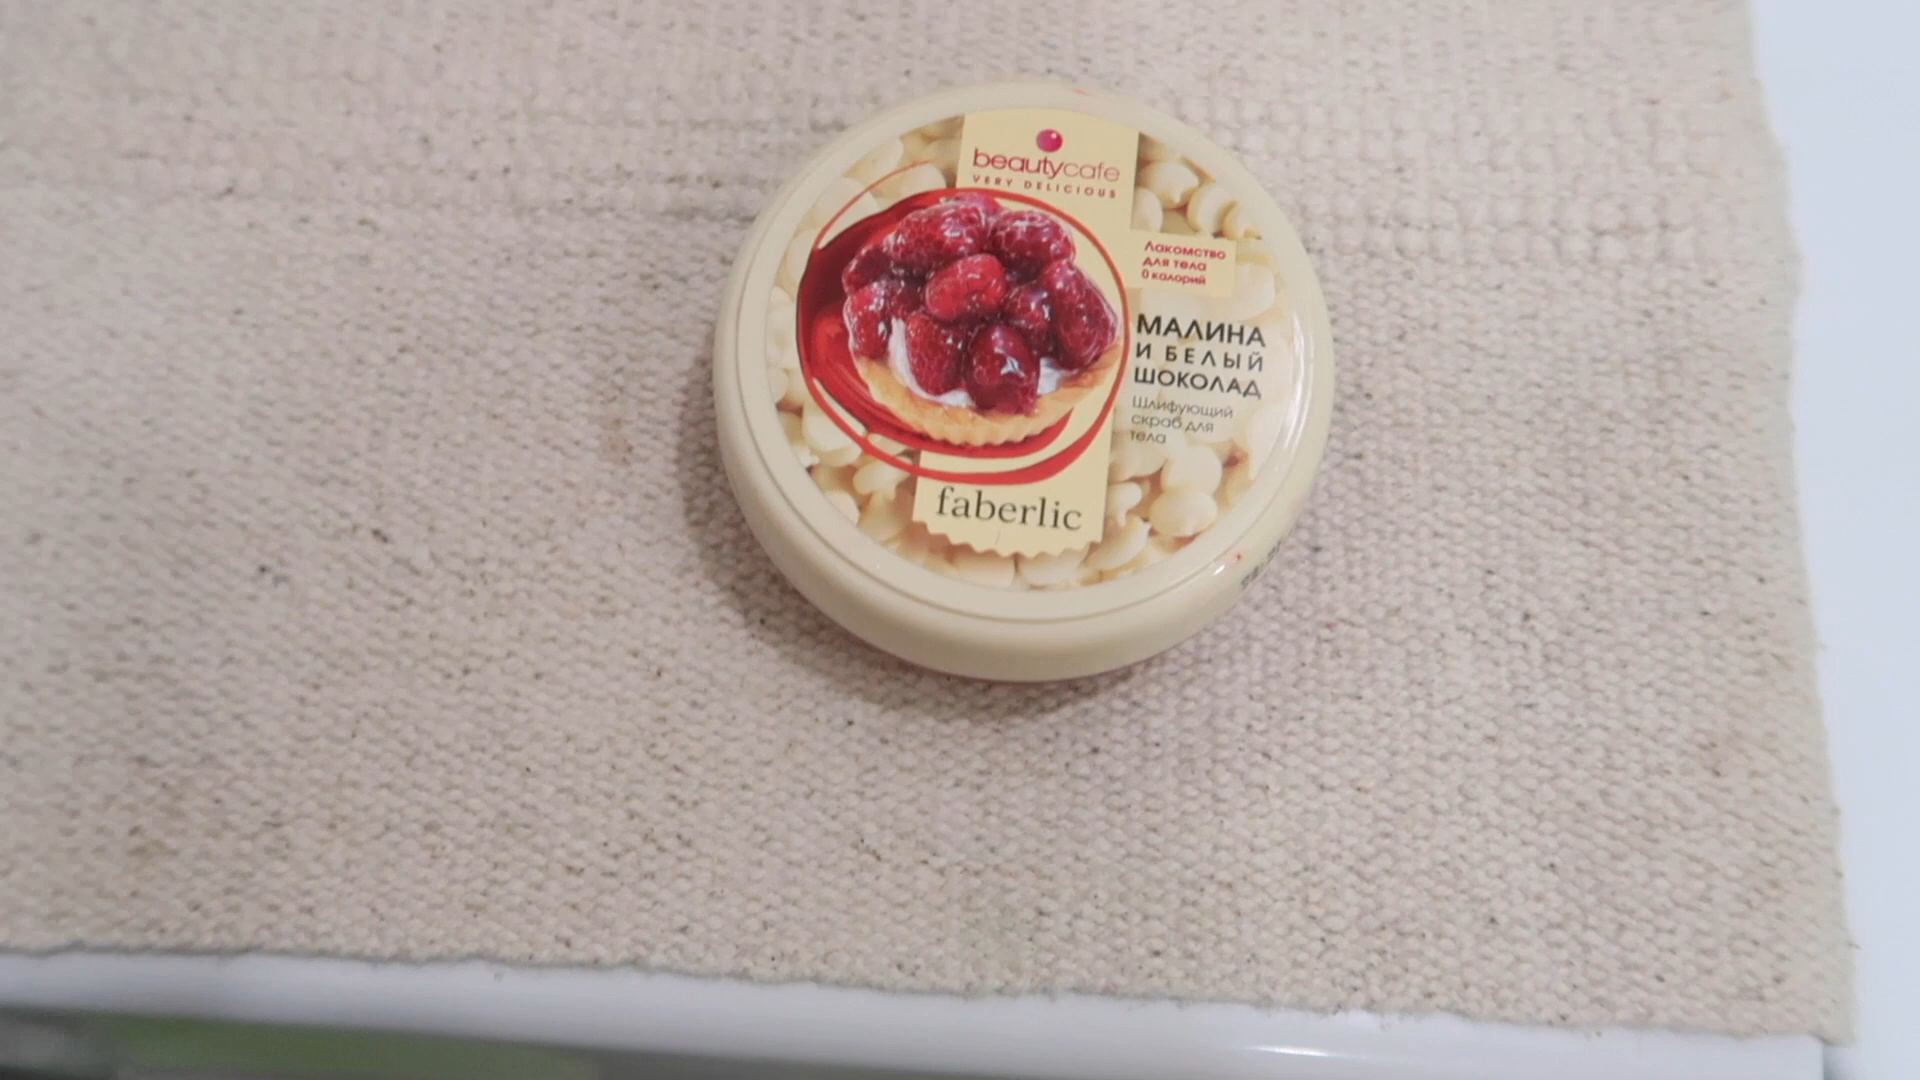 beautycafe
VERY DELICIOUS
Лакомство
для тела
0 калорий
МАЛИНА
И БЕЛЫЙ
ШОКОЛАД
Шлифующий
скраб для
тела
faberlic